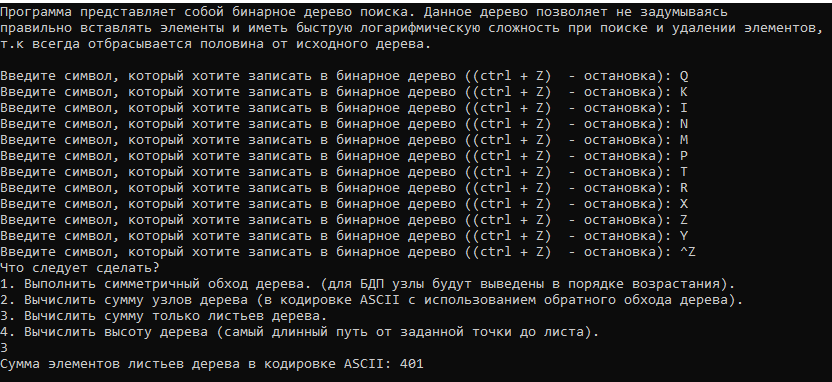 Программа представляет собой бинарное дерево поиска. Данное дерево позволяет не задумываясь
правильно вставлять элементы и иметь быструю логарифмическую сложность при поиске и удалении элементов,
т.к всегда отбрасывается половина от исходного дерева.
Введите символ, который хотите записать в бинарное дерево ((ctrl + Z)  - остановка): Q
Введите символ, который хотите записать в бинарное дерево ((ctrl + Z)  - остановка): K
Введите символ, который хотите записать в бинарное дерево ((ctrl + Z)  - остановка): I
Введите символ, который хотите записать в бинарное дерево ((ctrl + Z)  - остановка): N
Введите символ, который хотите записать в бинарное дерево ((ctrl + Z)  - остановка): M
Введите символ, который хотите записать в бинарное дерево ((ctrl + Z)  - остановка): P
Введите символ, который хотите записать в бинарное дерево ((ctrl + Z)  - остановка): T
Введите символ, который хотите записать в бинарное дерево ((ctrl + Z)  - остановка): R
Введите символ, который хотите записать в бинарное дерево ((ctrl + Z)  - остановка): X
Введите символ, который хотите записать в бинарное дерево ((ctrl + Z)  - остановка): Z
Введите символ, который хотите записать в бинарное дерево ((ctrl + Z)  - остановка): Y
Введите символ, который хотите записать в бинарное дерево ((ctrl + Z)  - остановка): ^Z
Что следует сделать?
1. Выполнить симметричный обход дерева. (для БДП узлы будут выведены в порядке возрастания).
2. Вычислить сумму узлов дерева (в кодировке ASCII с использованием обратного обхода дерева).
3. Вычислить сумму только листьев дерева.
4. Вычислить высоту дерева (самый длинный путь от заданной точки до листа).
3
Сумма элементов листьев дерева в кодировке ASCII: 401